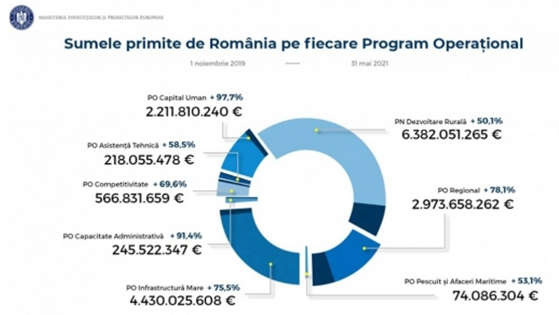 MINISTERUL INVESTIȚIILOR ȘI PROIECTELOR EUROPENE
Sumele primite de România pe fiecare Program Operațional
1 noiembrie 2019 — 31 mai 2021
PO Capital Uman + 97,7%
2.211.810.240 €
PN Dezvoltare Rurală + 50,1%
6.382.051.265 €
PO Asistență Tehnică + 58,5%
218.055.478 €
PO Competitivitate + 69,6%
566.831.659 €
PO Regional + 78,1%
2.973.658.262 €
PO Capacitate Administrativă + 91,4%
245.522.347 €
PO Infrastructură Mare + 75,5%
4.430.025.608 €
PO Pescuit și Afaceri Maritime + 53,1%
74.086.304 €